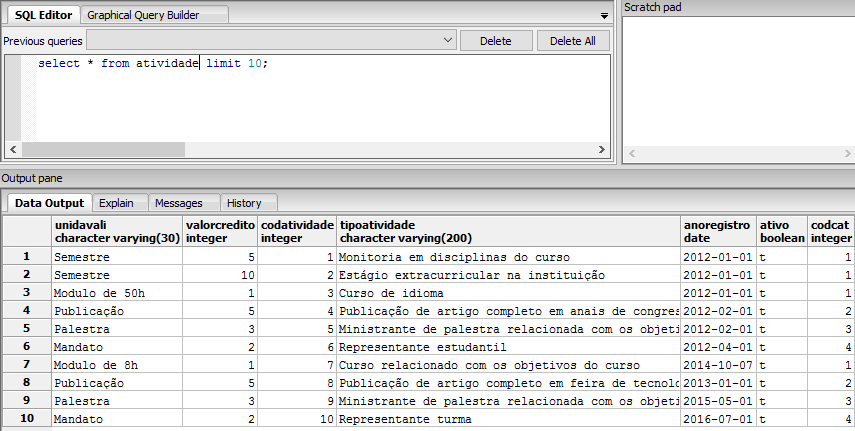 SQL Editor Graphical Query Builder Scratch pad
Previous queries Delete Delete All
select * from atividade limit 10;
Output pane
Data Output Explain Messages History
unidavali valorcredito codatividade tipoatividade anoregistro ativo codcat
character varying(30) integer integer character varying(200) date boolean integer
1 Semestre 5 1 Monitoria em disciplinas do curso 2012-01-01 t 1
2 Semestre 10 2 Estágio extracurricular na instituição 2012-01-01 t 1
3 Modulo de 50h 1 3 Curso de idioma 2012-01-01 t 1
4 Publicação 5 4 Publicação de artigo completo em anais de congres 2012-02-01 t 2
5 Palestra 3 5 Ministrante de palestra relacionada com os objeti 2012-02-01 t 3
6 Mandato 2 6 Representante estudantil 2012-04-01 t 4
7 Modulo de 8h 1 7 Curso relacionado com os objetivos do curso 2014-10-07 t 1
8 Publicação 5 8 Publicação de artigo completo em feira de tecnolo 2013-01-01 t 2
9 Palestra 3 9 Ministrante de palestra relacionada com os objeti 2015-05-01 t 3
10 Mandato 2 10 Representante turma 2016-07-01 t 4